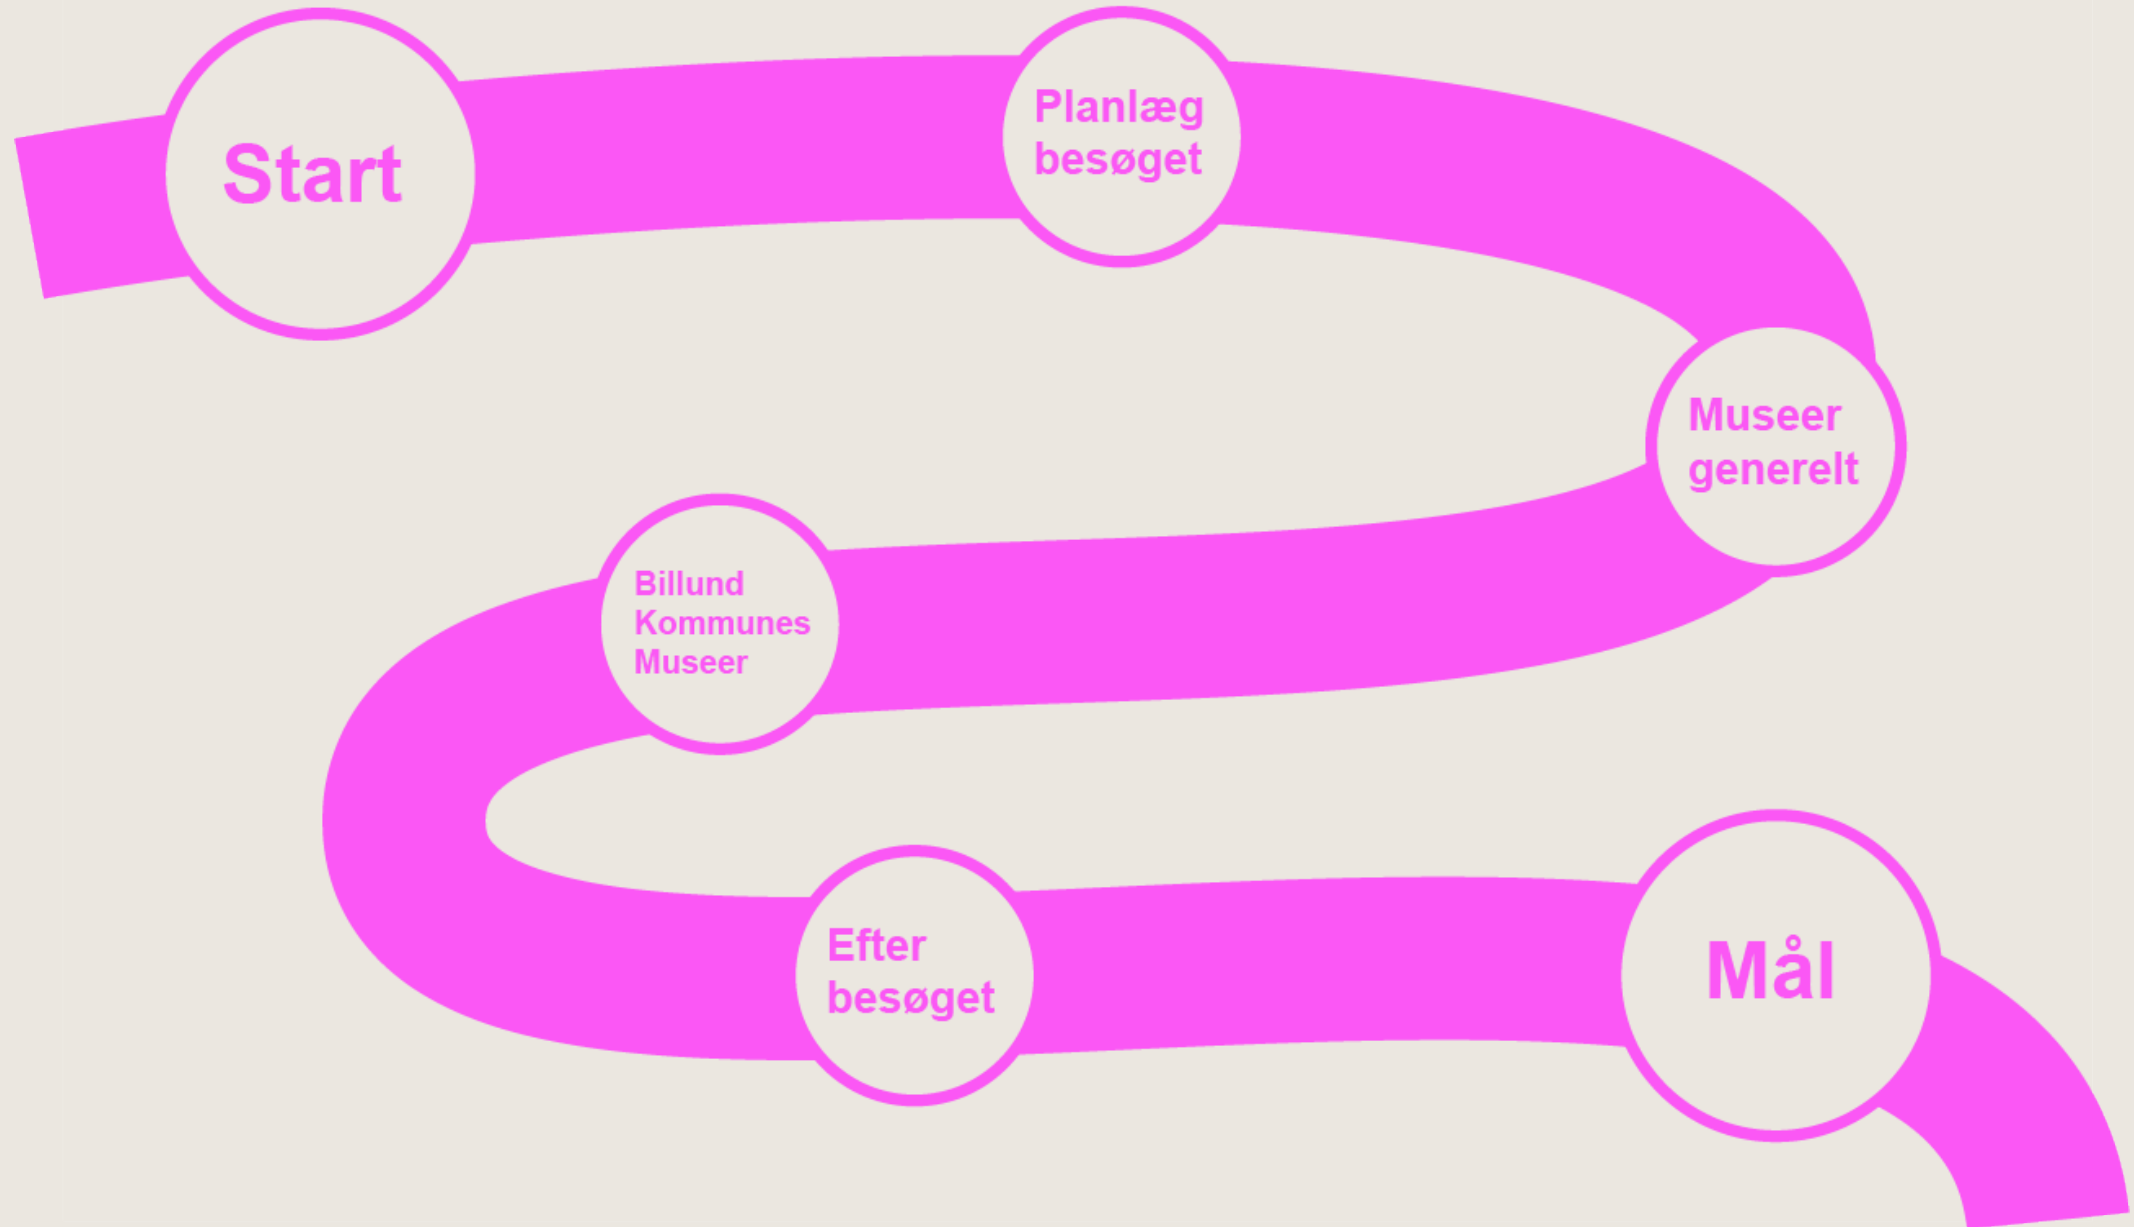 Start
Planlæg
besøget
Museer
generelt
Billund
Kommunes
Museer
Efter
besøget
Mål